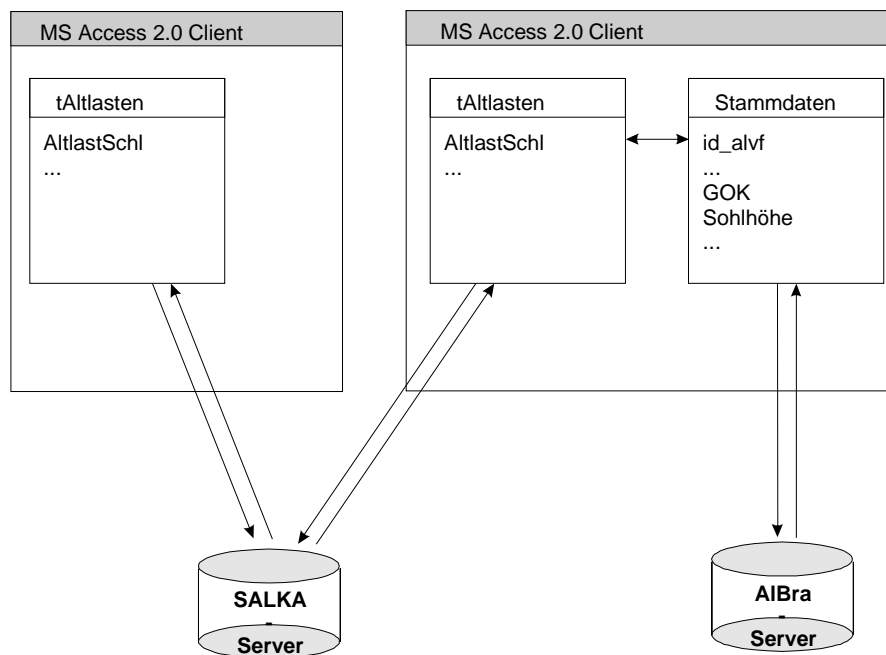 MS Access 2.0 Client
MS Access 2.0 Client
tAltlasten
AltlastSchl
...
tAltlasten
AltlastSchl
...
Stammdaten
id_alvf
...
GOK
Sohlhöhe
...
SALKA
-
Server
AlBra
-
Server